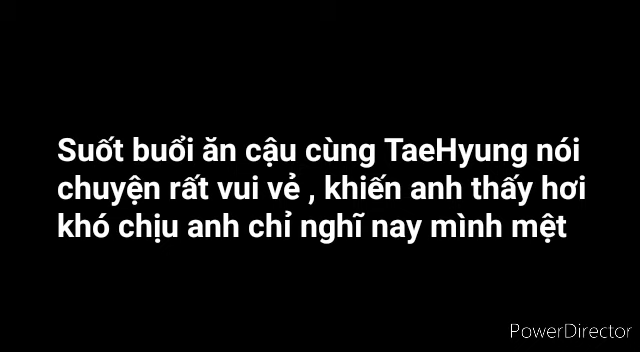 Suốt buổi ăn cậu cùng TaeHyung nói
chuyện rất vui vẻ , khiến anh thấy hơi
khó chịu anh chỉ nghĩ nay mình mệt
PowerDirector